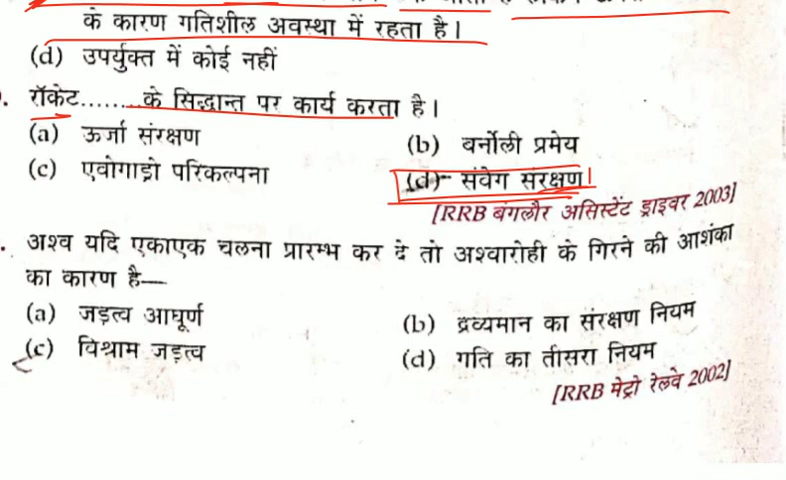 के कारण गतिशील अवस्था में रहता है।
(d) उपर्युक्त में कोई नहीं
रॉकेट........के सिद्धान्त पर कार्य करता है।
(a) ऊर्जा संरक्षण
(b) बर्नोली प्रमेय
(c) एवोगाड्रो परिकल्पना
(d) संवेग संरक्षण
[RRB बंगलौर असिस्टेंट ड्राइवर 2003]
अश्व यदि एकाएक चलना प्रारम्भ कर दे तो अश्वारोही के गिरने की आशंका
का कारण है—
(a) जड़त्व आघूर्ण
(b) द्रव्यमान का संरक्षण नियम
(c) विश्राम जड़त्व
(d) गति का तीसरा नियम
[RRB मेट्रो रेलवे 2002]